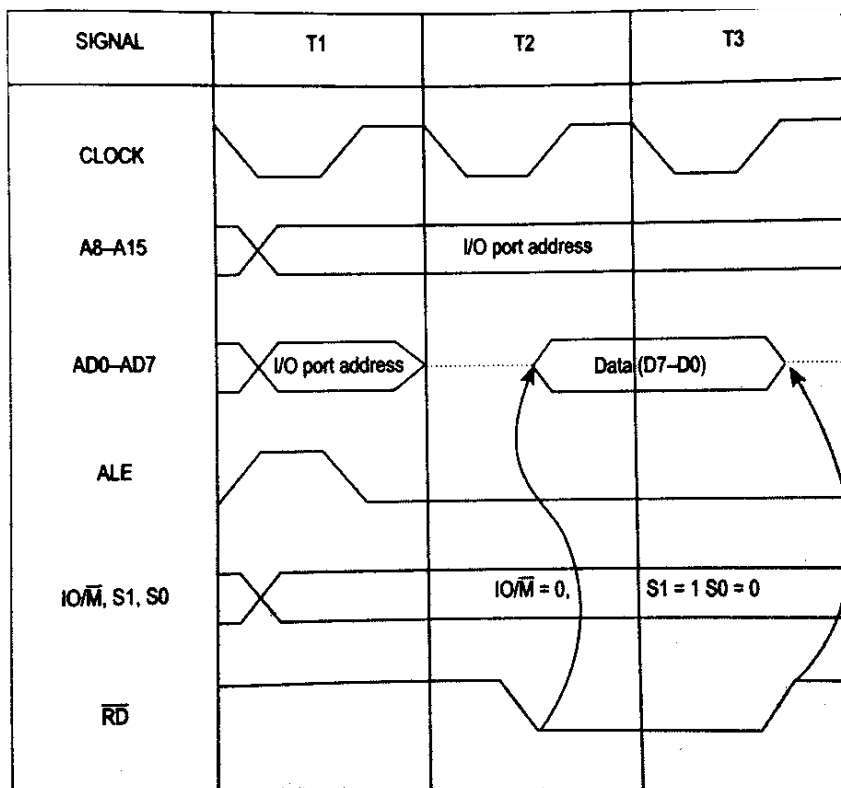 SIGNAL T1 T2 T3
CLOCK
A8–A15 I/O port address
AD0–AD7 I/O port address Data (D7–D0)
ALE
IO/M̅, S1, S0 IO/M̅ = 0, S1 = 1 S0 = 0
R̅D̅